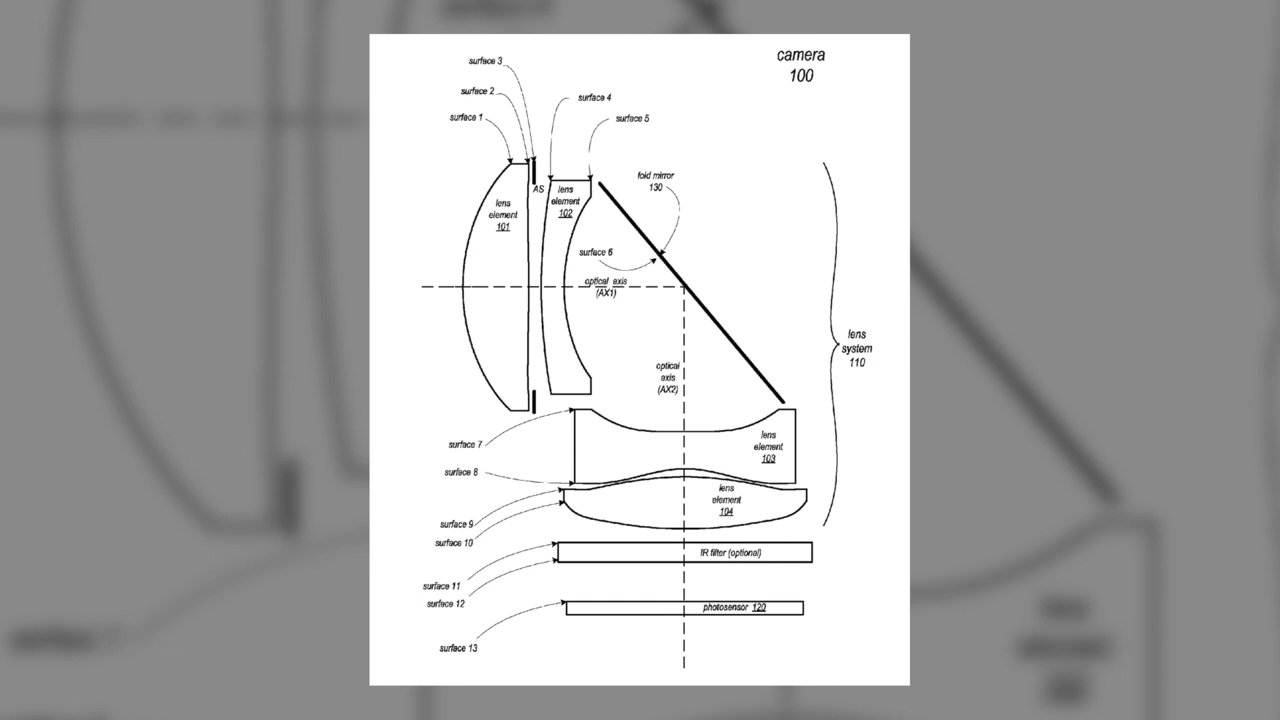 camera
100
surface 3
surface 2
surface 1
surface 4
surface 5
AS
lens
element
101
lens
element
102
fold mirror
130
surface 6
optical axis
(AX1)
optical
axis
(AX2)
lens
system
110
surface 7
surface 8
lens
element
103
lens
element
104
surface 9
surface 10
IR filter (optional)
surface 11
surface 12
photosensor 120
surface 13